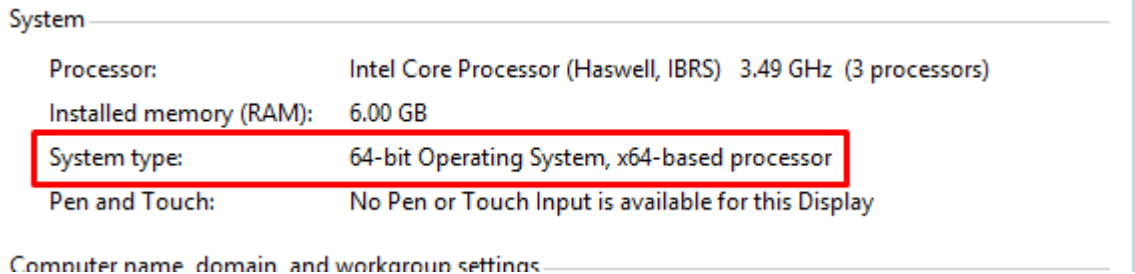 System
Processor: Intel Core Processor (Haswell, IBRS) 3.49 GHz (3 processors)
Installed memory (RAM): 6.00 GB
System type: 64-bit Operating System, x64-based processor
Pen and Touch: No Pen or Touch Input is available for this Display
Computer name, domain, and workgroup settings